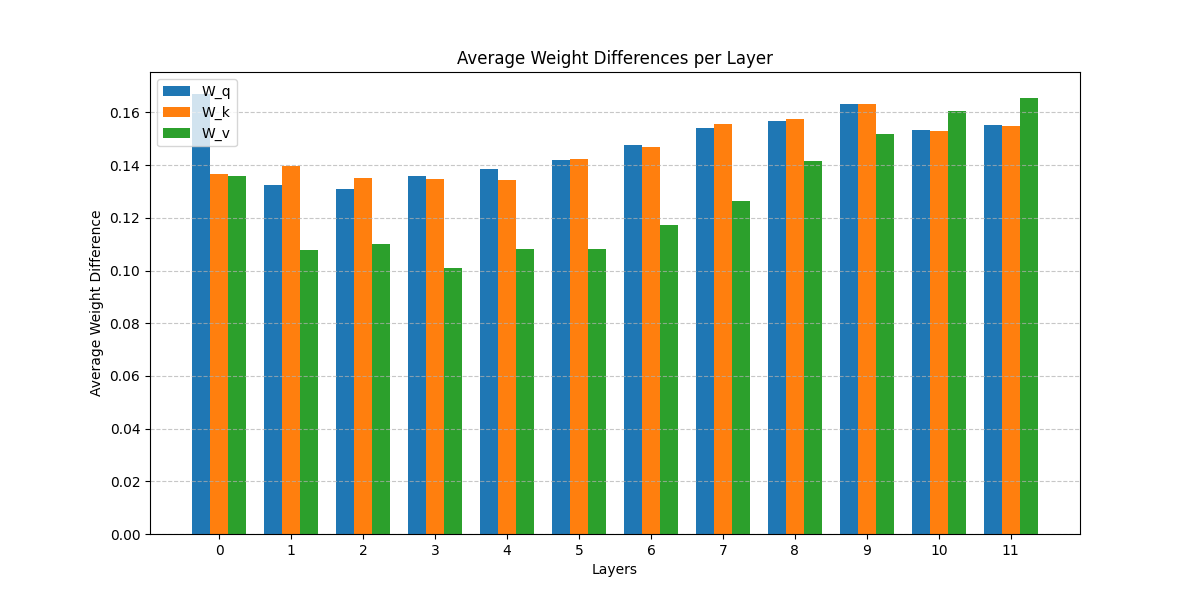 Average Weight Differences per Layer
W_q
W_k
W_v
Average Weight Difference
0.16
0.14
0.12
0.10
0.08
0.06
0.04
0.02
0.00
0 1 2 3 4 5 6 7 8 9 10 11
Layers